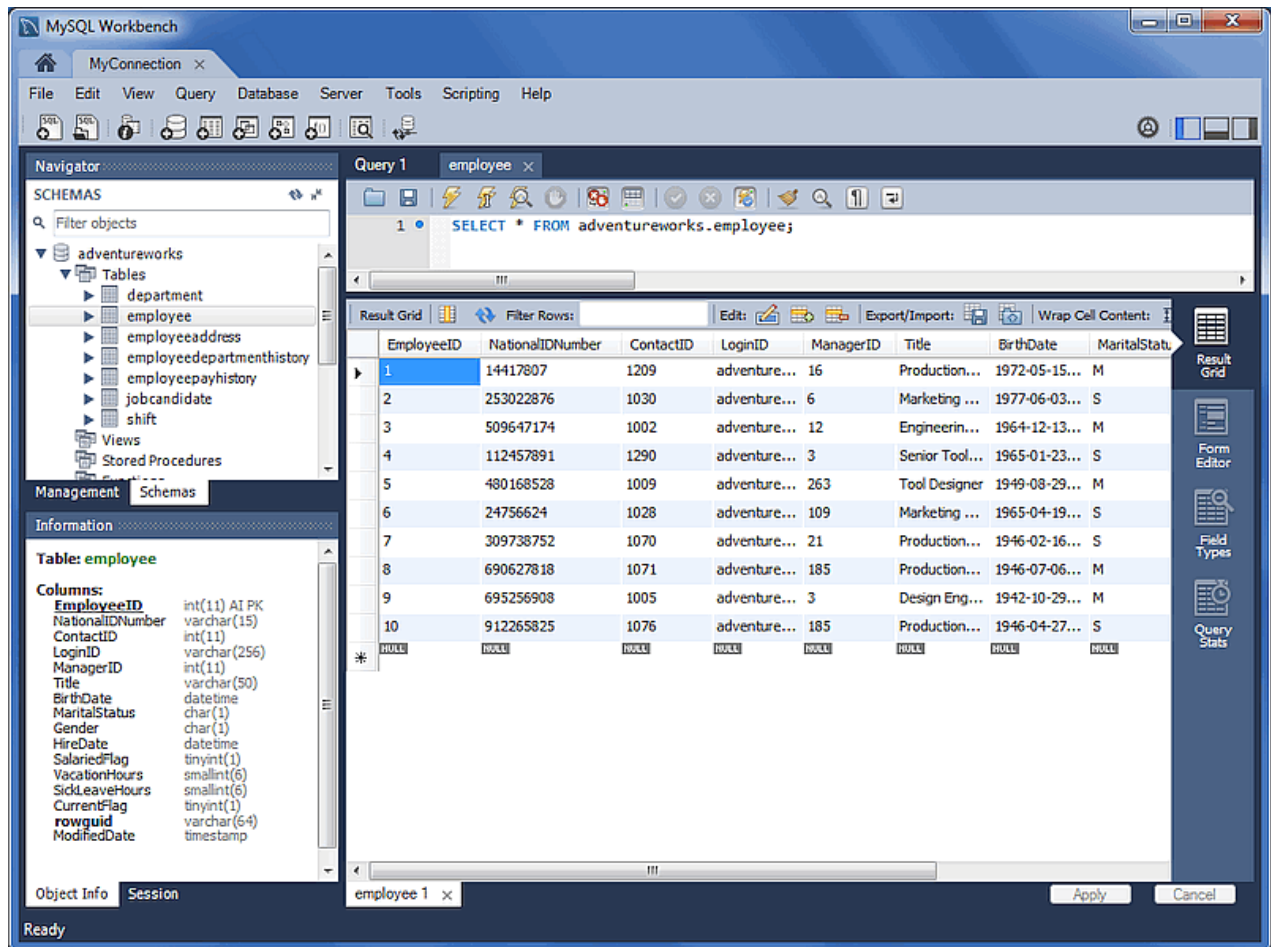 MySQL Workbench
MyConnection
File Edit View Query Database Server Tools Scripting Help
Navigator
SCHEMAS
Filter objects
adventureworks
Tables
department
employee
employeeaddress
employeedepartmenthistory
employeepayhistory
jobcandidate
shift
Views
Stored Procedures
Functions
Management Schemas
Information
Table: employee
Columns:
EmployeeID int(11) AI PK
NationalIDNumber varchar(15)
ContactID int(11)
LoginID varchar(256)
ManagerID int(11)
Title varchar(50)
BirthDate datetime
MaritalStatus char(1)
Gender char(1)
HireDate datetime
SalariedFlag tinyint(1)
VacationHours smallint(6)
SickLeaveHours smallint(6)
CurrentFlag tinyint(1)
rowguid varchar(64)
ModifiedDate timestamp
Object Info Session
Query 1 employee
1 SELECT * FROM adventureworks.employee;
Result Grid Filter Rows: Edit: Export/Import: Wrap Cell Content:
EmployeeID NationalIDNumber ContactID LoginID ManagerID Title BirthDate MaritalStatu
1 14417807 1209 adventure... 16 Production... 1972-05-15... M
2 253022876 1030 adventure... 6 Marketing ... 1977-06-03... S
3 509647174 1002 adventure... 12 Engineerin... 1964-12-13... M
4 112457891 1290 adventure... 3 Senior Tool... 1965-01-23... S
5 480168528 1009 adventure... 263 Tool Designer 1949-08-29... M
6 24756624 1028 adventure... 109 Marketing ... 1965-04-19... S
7 309738752 1070 adventure... 21 Production... 1946-02-16... S
8 690627818 1071 adventure... 185 Production... 1946-07-06... M
9 695256908 1005 adventure... 3 Design Eng... 1942-10-29... M
10 912265825 1076 adventure... 185 Production... 1946-04-27... S
NULL NULL NULL NULL NULL NULL NULL NULL
Result
Grid
Form
Editor
Field
Types
Query
Stats
employee 1
Apply Cancel
Ready